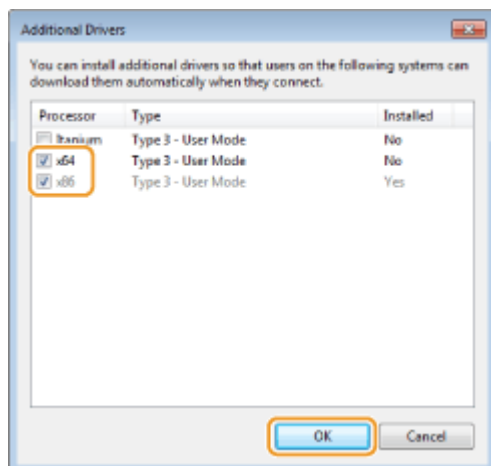 Additional Drivers
You can install additional drivers so that users on the following systems can
download them automatically when they connect.
Processor Type Installed
Itanium Type 3 - User Mode No
x64 Type 3 - User Mode No
x86 Type 3 - User Mode Yes
OK Cancel